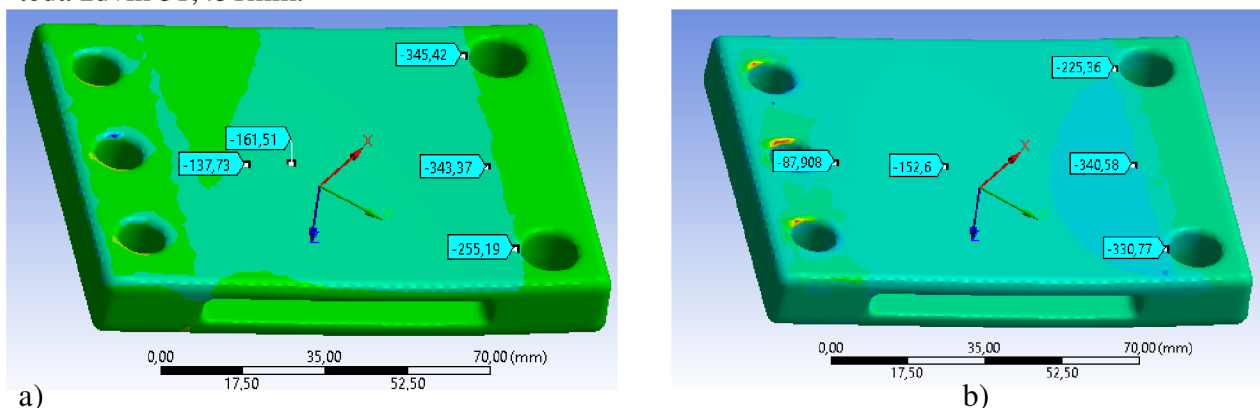 teda zdvih
-345,42
-161,51
X
-137,73
-343,37
Y
Z
-255,19
0,00 35,00 70,00 (mm)
17,50 52,50
a)
-225,36
X
-87,908
-152,6
-340,58
Y
Z
-330,77
0,00 35,00 70,00 (mm)
17,50 52,50
b)